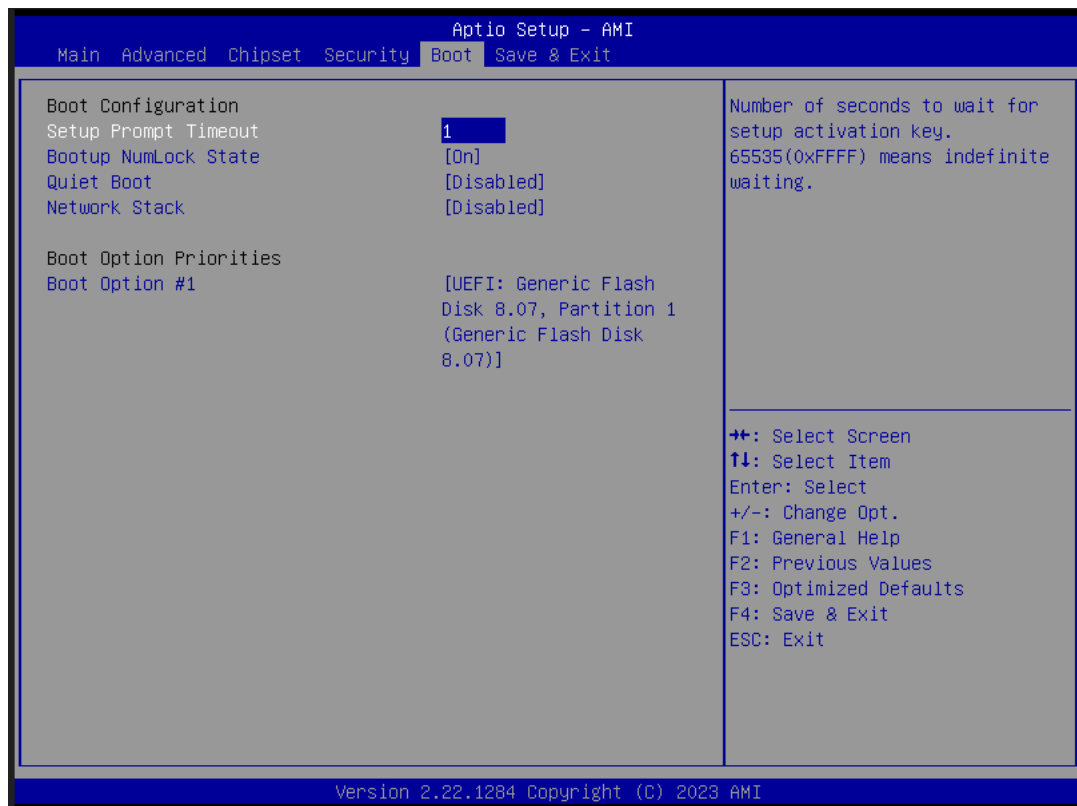 Aptio Setup – AMI
Main Advanced Chipset Security Boot Save & Exit
Boot Configuration
Setup Prompt Timeout 1
Bootup NumLock State [On]
Quiet Boot [Disabled]
Network Stack [Disabled]
Boot Option Priorities
Boot Option #1 [UEFI: Generic Flash
Disk 8.07, Partition 1
(Generic Flash Disk
8.07)]
Number of seconds to wait for
setup activation key.
65535(0xFFFF) means indefinite
waiting.
→←: Select Screen
↑↓: Select Item
Enter: Select
+/-: Change Opt.
F1: General Help
F2: Previous Values
F3: Optimized Defaults
F4: Save & Exit
ESC: Exit
Version 2.22.1284 Copyright (C) 2023 AMI